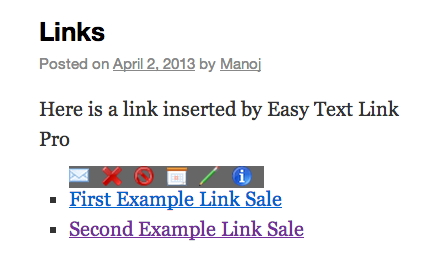 Links
Posted on April 2, 2013 by Manoj
Here is a link inserted by Easy Text Link
Pro
First Example Link Sale
Second Example Link Sale